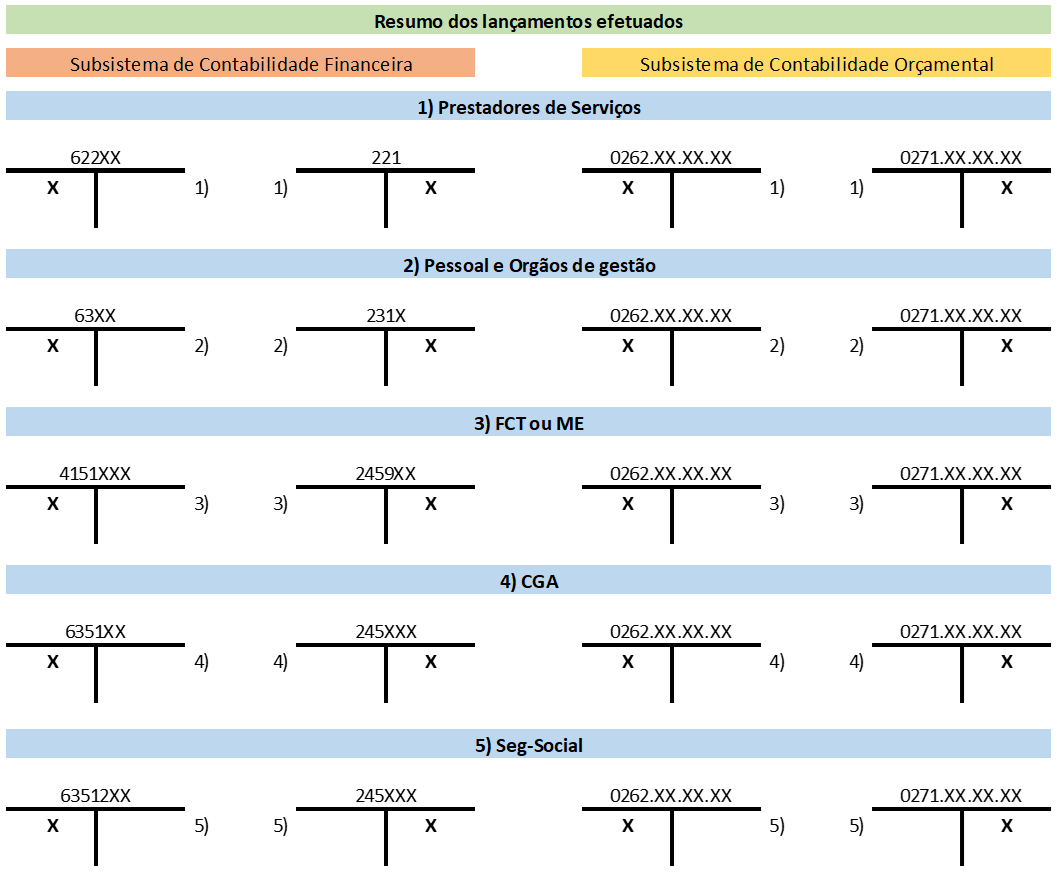 Resumo dos lançamentos efetuados
Subsistema de Contabilidade Financeira Subsistema de Contabilidade Orçamental
1) Prestadores de Serviços
622XX 221 0262.XX.XX.XX 0271.XX.XX.XX
X 1) 1) X X 1) 1) X
2) Pessoal e Orgãos de gestão
63XX 231X 0262.XX.XX.XX 0271.XX.XX.XX
X 2) 2) X X 2) 2) X
3) FCT ou ME
4151XXX 2459XX 0262.XX.XX.XX 0271.XX.XX.XX
X 3) 3) X X 3) 3) X
4) CGA
6351XX 245XXX 0262.XX.XX.XX 0271.XX.XX.XX
X 4) 4) X X 4) 4) X
5) Seg-Social
63512XX 245XXX 0262.XX.XX.XX 0271.XX.XX.XX
X 5) 5) X X 5) 5) X